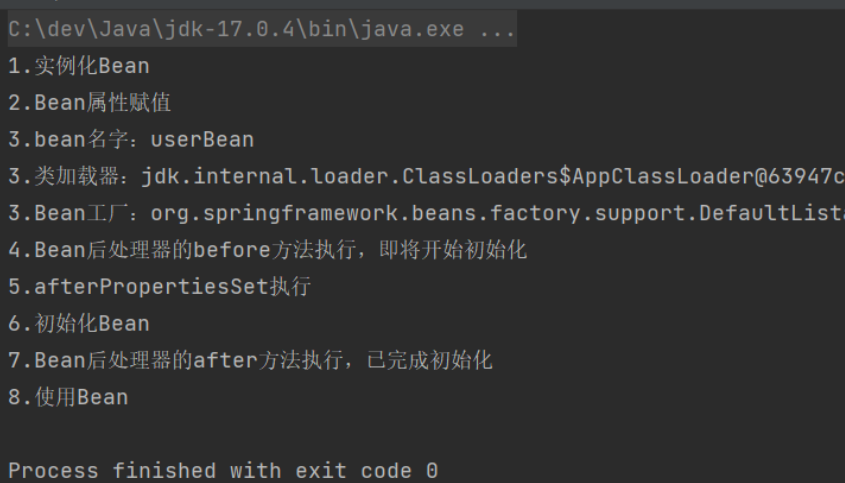 C:\dev\Java\jdk-17.0.4\bin\java.exe ...
1.实例化Bean
2.Bean属性赋值
3.bean名字：userBean
3.类加载器：jdk.internal.loader.ClassLoaders$AppClassLoader@63947c
3.Bean工厂：org.springframework.beans.factory.support.DefaultLista
4.Bean后处理器的before方法执行，即将开始初始化
5.afterPropertiesSet执行
6.初始化Bean
7.Bean后处理器的after方法执行，已完成初始化
8.使用Bean
Process finished with exit code 0